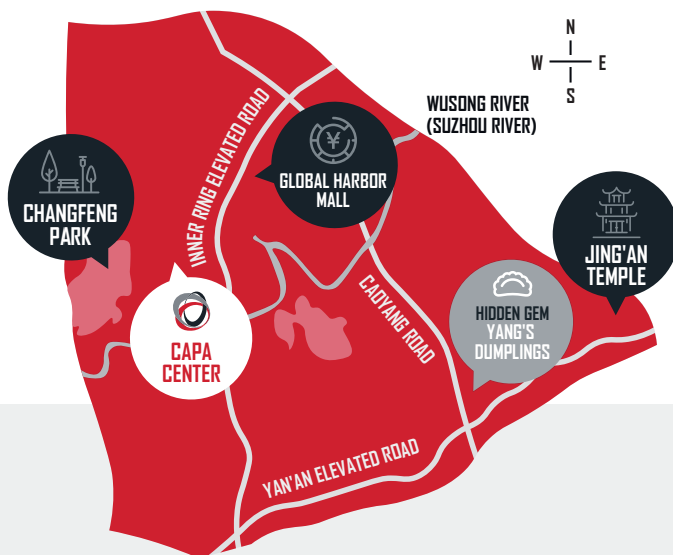 N
W E
S
WUSONG RIVER
(SUZHOU RIVER)
INNER RING ELEVATED ROAD
GLOBAL HARBOR
MALL
CHANGFENG
PARK
JING'AN
TEMPLE
CAOYANG ROAD
HIDDEN GEM
YANG'S
DUMPLINGS
CAPA
CENTER
YAN'AN ELEVATED ROAD
¥